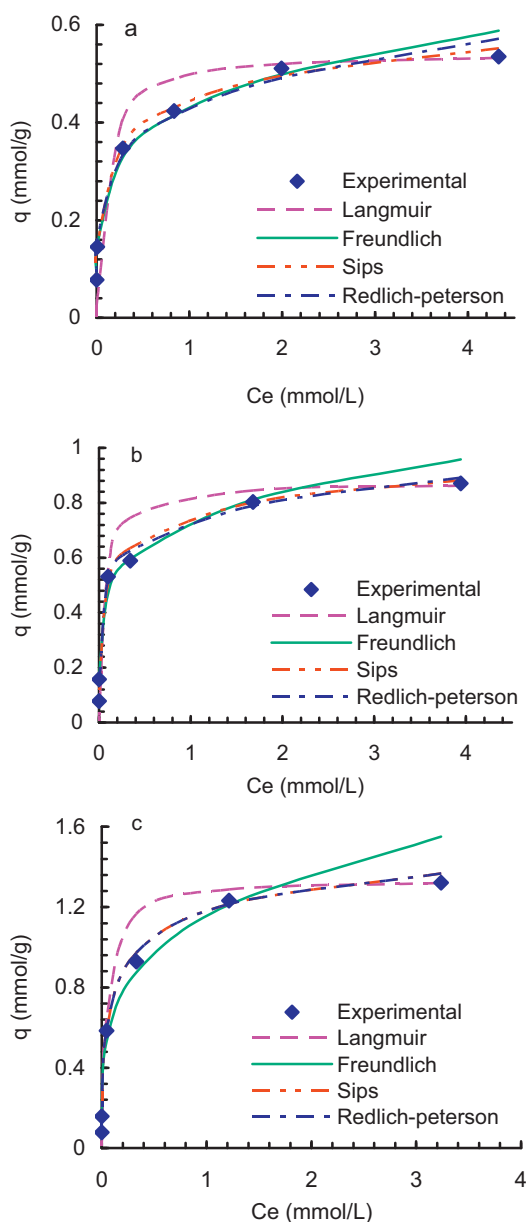 a
0.6
0.4
0.2
0
q (mmol/g)
Experimental
Langmuir
Freundlich
Sips
Redlich-peterson
0 1 2 3 4
Ce (mmol/L)
b
1
0.8
0.6
0.4
0.2
0
q (mmol/g)
Experimental
Langmuir
Freundlich
Sips
Redlich-peterson
0 1 2 3 4
Ce (mmol/L)
c
1.6
1.2
0.8
0.4
0
q (mmol/g)
Experimental
Langmuir
Freundlich
Sips
Redlich-peterson
0 1 2 3 4
Ce (mmol/L)